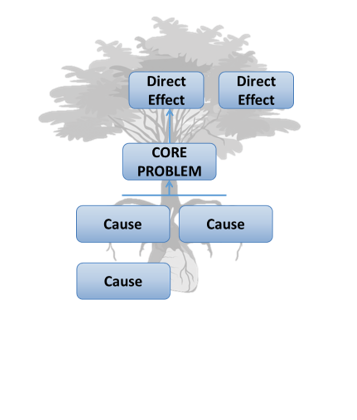 Direct
Effect
Direct
Effect
CORE
PROBLEM
Cause
Cause
Cause